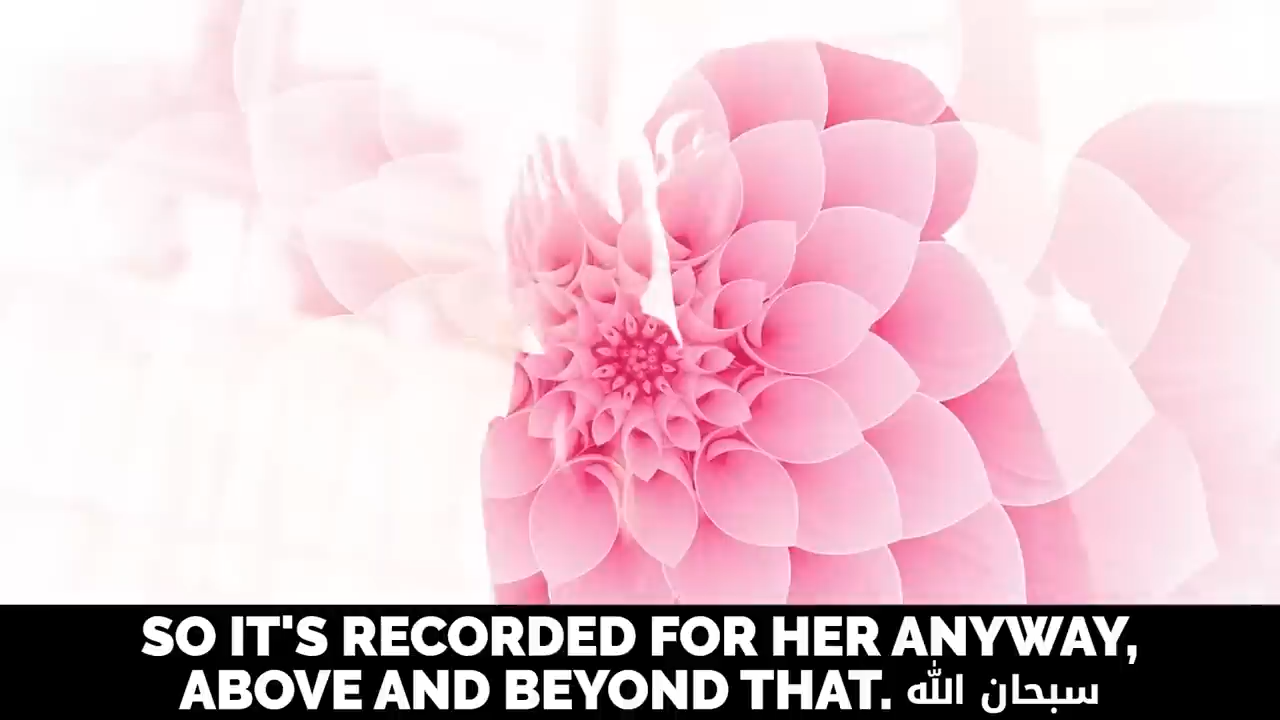 SO IT'S RECORDED FOR HER ANYWAY,
ABOVE AND BEYOND THAT. سبحان الله